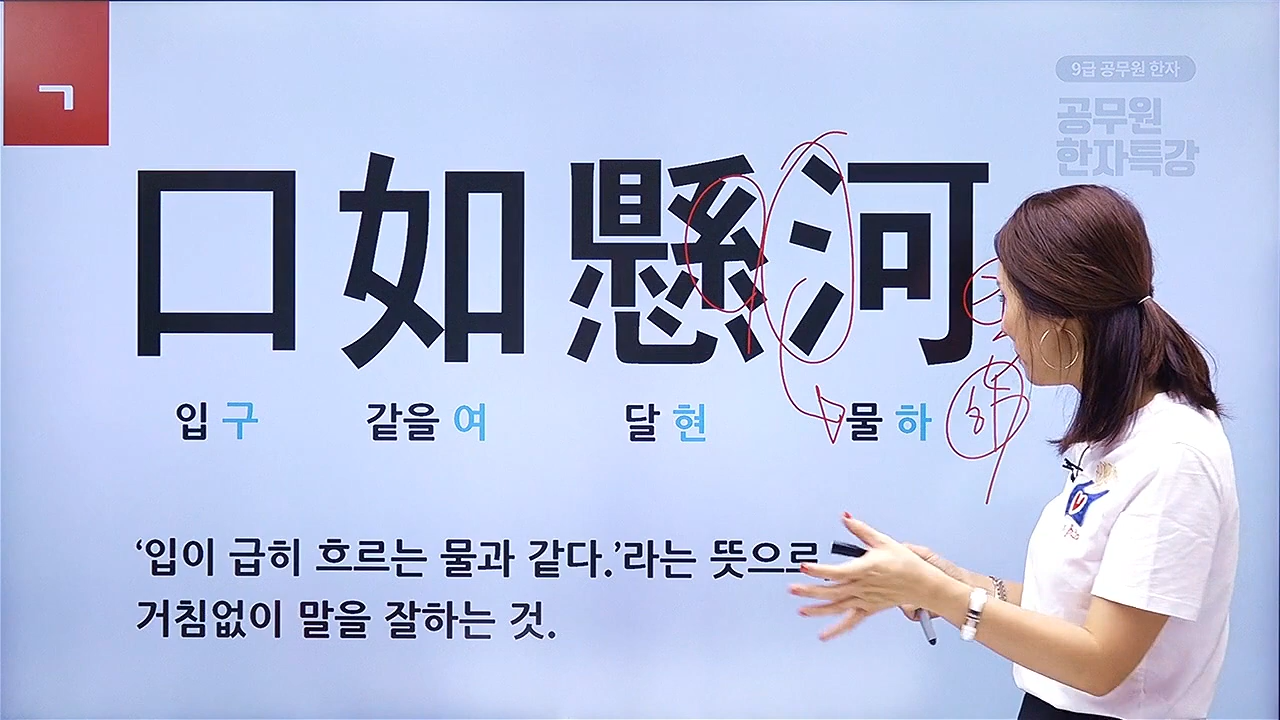 ㄱ
9급 공무원 한자
공무원
한자특강
口如懸河
입 구 같을 여 달 현 물 하
하
‘입이 급히 흐르는 물과 같다.’라는 뜻으로
거침없이 말을 잘하는 것.